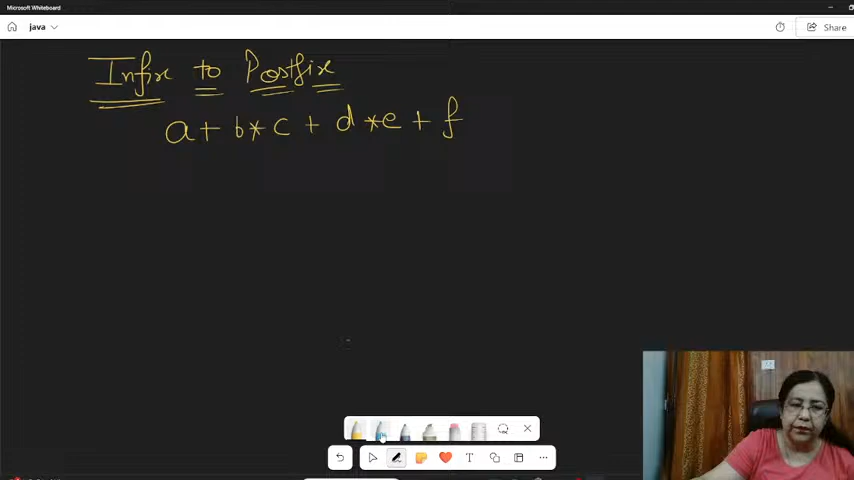 Microsoft Whiteboard
java
Share
Infix to Postfix
a + b * c + d * e + f
T